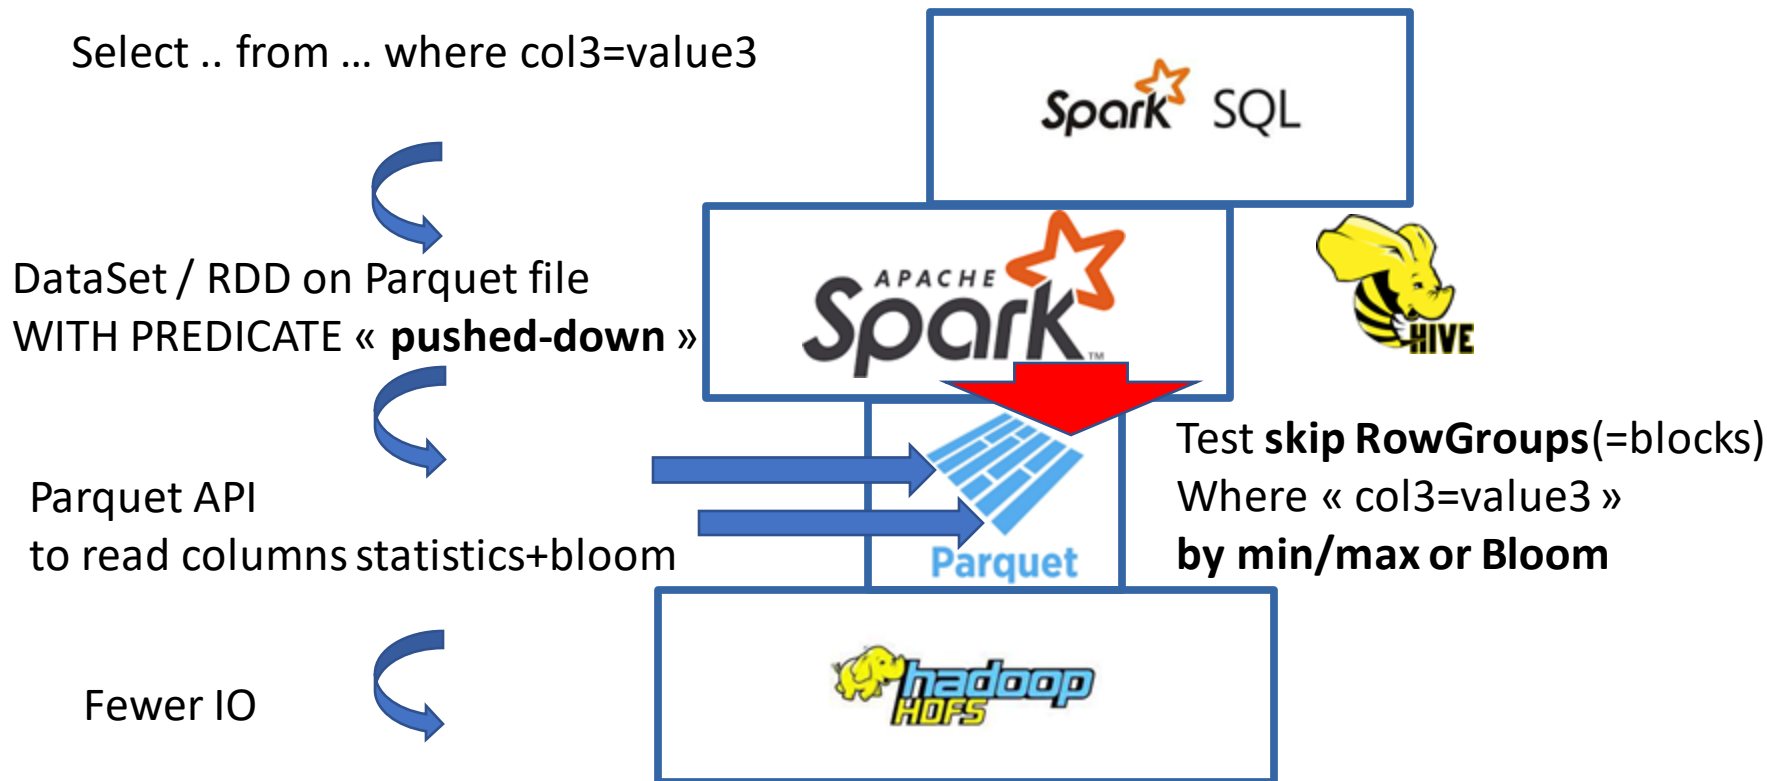 Select .. from … where col3=value3
Spark SQL
DataSet / RDD on Parquet file
WITH PREDICATE « pushed-down »
APACHE
Spark
TM
HIVE
Parquet API
to read columns statistics+bloom
Parquet
Test skip RowGroups(=blocks)
Where « col3=value3 »
by min/max or Bloom
Fewer IO
hadoop
HDFS